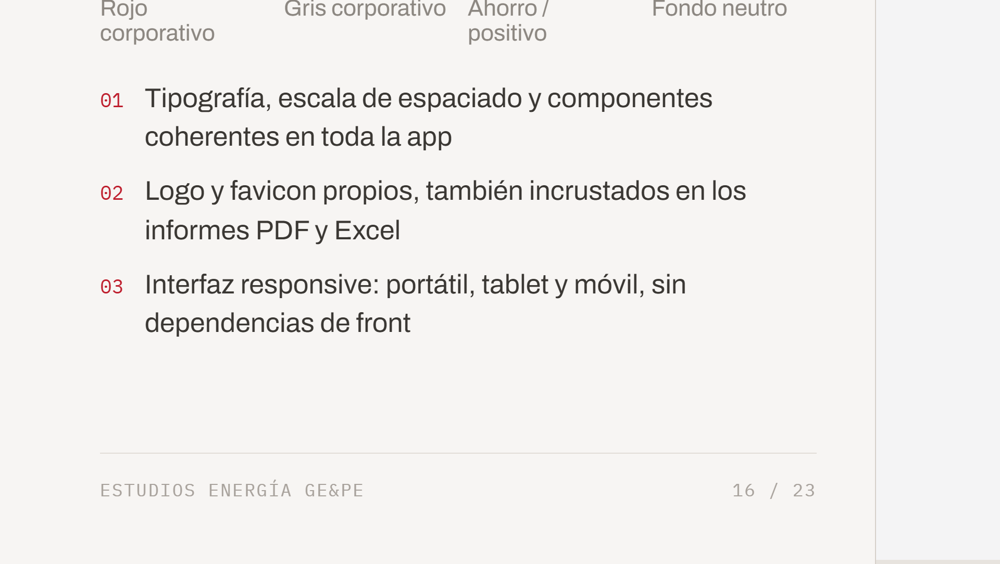 Rojo
corporativo
Gris corporativo
Ahorro /
positivo
Fondo neutro
01 Tipografía, escala de espaciado y componentes
coherentes en toda la app
02 Logo y favicon propios, también incrustados en los
informes PDF y Excel
03 Interfaz responsive: portátil, tablet y móvil, sin
dependencias de front
ESTUDIOS ENERGÍA GE&PE
16 / 23